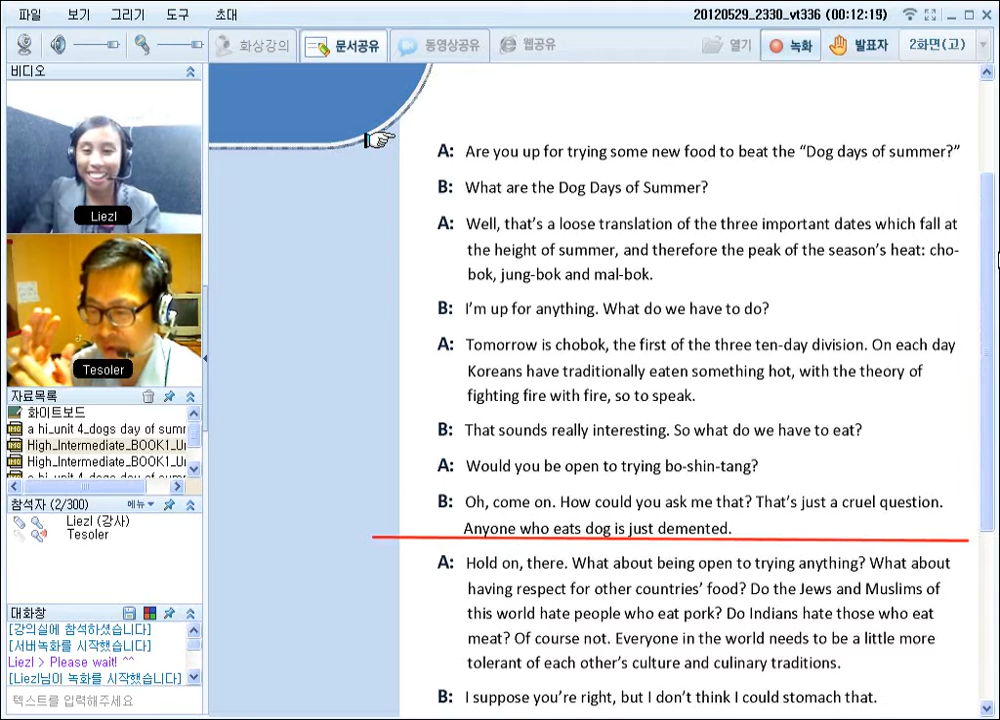 파일 보기 그리기 도구 초대 20120529_2330_vt336 (00:12:19)
화상강의 문서공유 동영상공유 웹공유 열기 녹화 발표자 2화면(고)
비디오
Liezl
Tesoler
자료목록
화이트보드
a hi_unit 4_dogs day of summ
High_Intermediate_BOOK1_Ui
High_Intermediate_BOOK1_Ui
a hi_unit 4_dogs day of summ
참석자 (2/300) 메뉴
Liezl (강사)
Tesoler
대화창
[강의실에 참석하셨습니다]
[서버녹화를 시작했습니다]
Liezl > Please wait! ^^
[Liezl님이 녹화를 시작했습니다]
텍스트를 입력해주세요
A: Are you up for trying some new food to beat the “Dog days of summer?”
B: What are the Dog Days of Summer?
A: Well, that’s a loose translation of the three important dates which fall at
the height of summer, and therefore the peak of the season’s heat: cho-
bok, jung-bok and mal-bok.
B: I’m up for anything. What do we have to do?
A: Tomorrow is chobok, the first of the three ten-day division. On each day
Koreans have traditionally eaten something hot, with the theory of
fighting fire with fire, so to speak.
B: That sounds really interesting. So what do we have to eat?
A: Would you be open to trying bo-shin-tang?
B: Oh, come on. How could you ask me that? That’s just a cruel question.
Anyone who eats dog is just demented.
A: Hold on, there. What about being open to trying anything? What about
having respect for other countries’ food? Do the Jews and Muslims of
this world hate people who eat pork? Do Indians hate those who eat
meat? Of course not. Everyone in the world needs to be a little more
tolerant of each other’s culture and culinary traditions.
B: I suppose you’re right, but I don’t think I could stomach that.